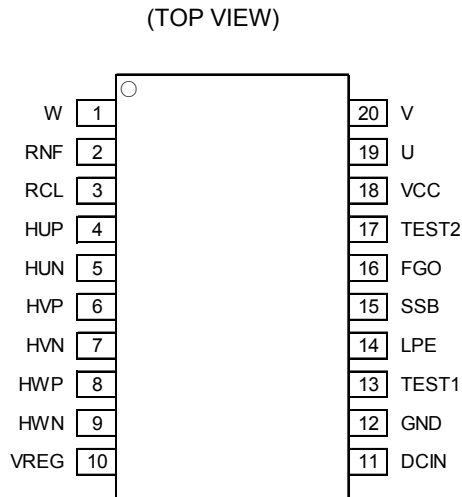 (TOP VIEW)
W 1 20 V
RNF 2 19 U
RCL 3 18 VCC
HUP 4 17 TEST2
HUN 5 16 FGO
HVP 6 15 SSB
HVN 7 14 LPE
HWP 8 13 TEST1
HWN 9 12 GND
VREG 10 11 DCIN